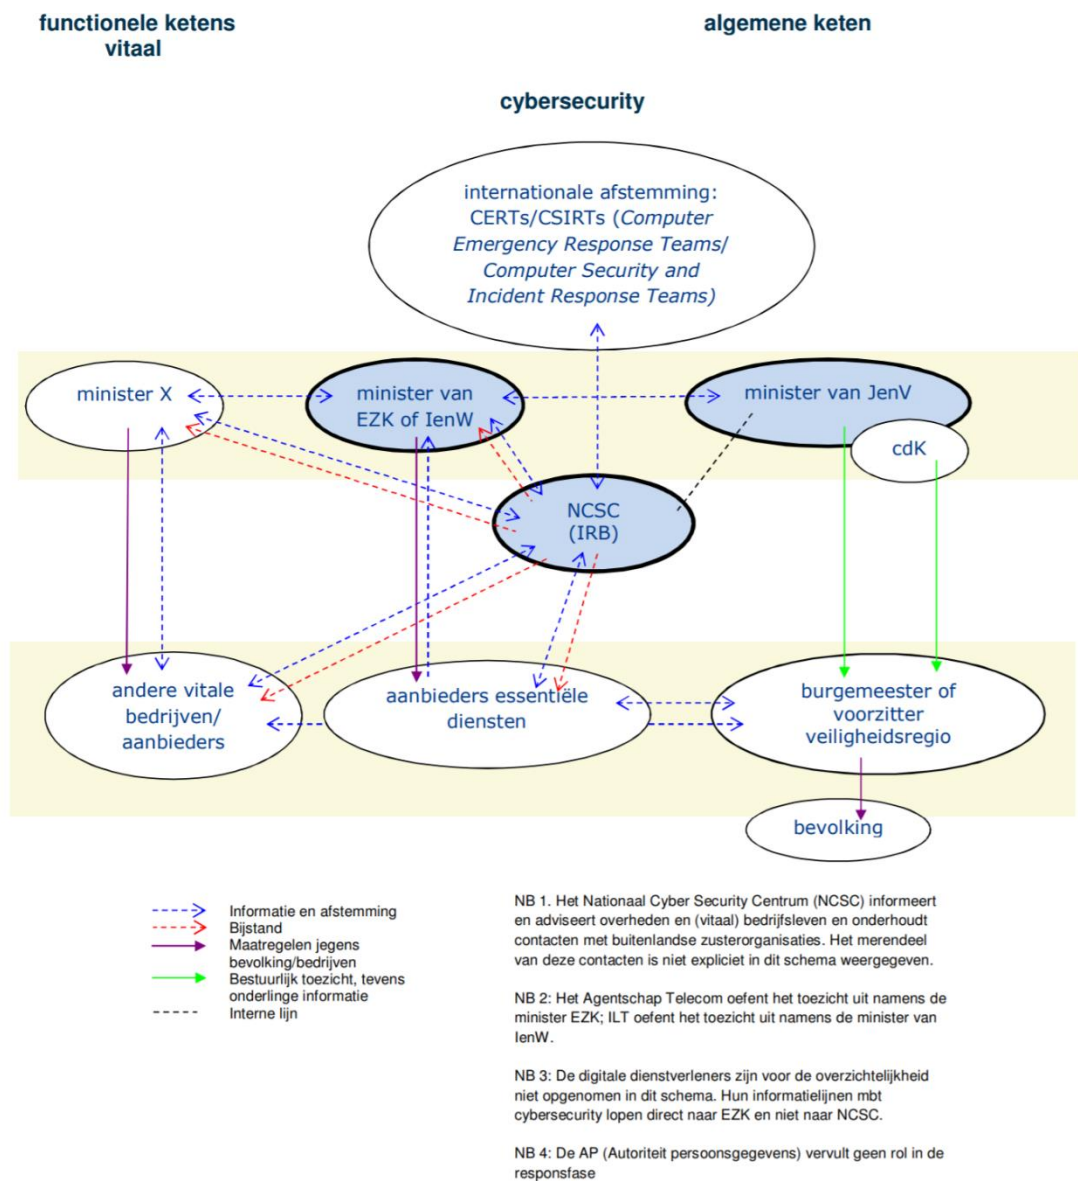 functionele ketens
vitaal
algemene keten
cybersecurity
internationale afstemming:
CERTs/CSIRTs (Computer
Emergency Response Teams/
Computer Security and
Incident Response Teams)
minister X
minister van
EZK of IenW
minister van JenV
cdK
NCSC
(IRB)
andere vitale
bedrijven/
aanbieders
aanbieders essentiële
diensten
burgemeester of
voorzitter
veiligheidsregio
bevolking
Informatie en afstemming
Bijstand
Maatregelen jegens
bevolking/bedrijven
Bestuurlijk toezicht, tevens
onderlinge informatie
Interne lijn
NB 1. Het Nationaal Cyber Security Centrum (NCSC) informeert
en adviseert overheden en (vitaal) bedrijfsleven en onderhoudt
contacten met buitenlandse zusterorganisaties. Het merendeel
van deze contacten is niet expliciet in dit schema weergegeven.
NB 2: Het Agentschap Telecom oefent het toezicht uit namens de
minister EZK; ILT oefent het toezicht uit namens de minister van
IenW.
NB 3: De digitale dienstverleners zijn voor de overzichtelijkheid
niet opgenomen in dit schema. Hun informatielijnen mbt
cybersecurity lopen direct naar EZK en niet naar NCSC.
NB 4: De AP (Autoriteit persoonsgegevens) vervult geen rol in de
responsfase